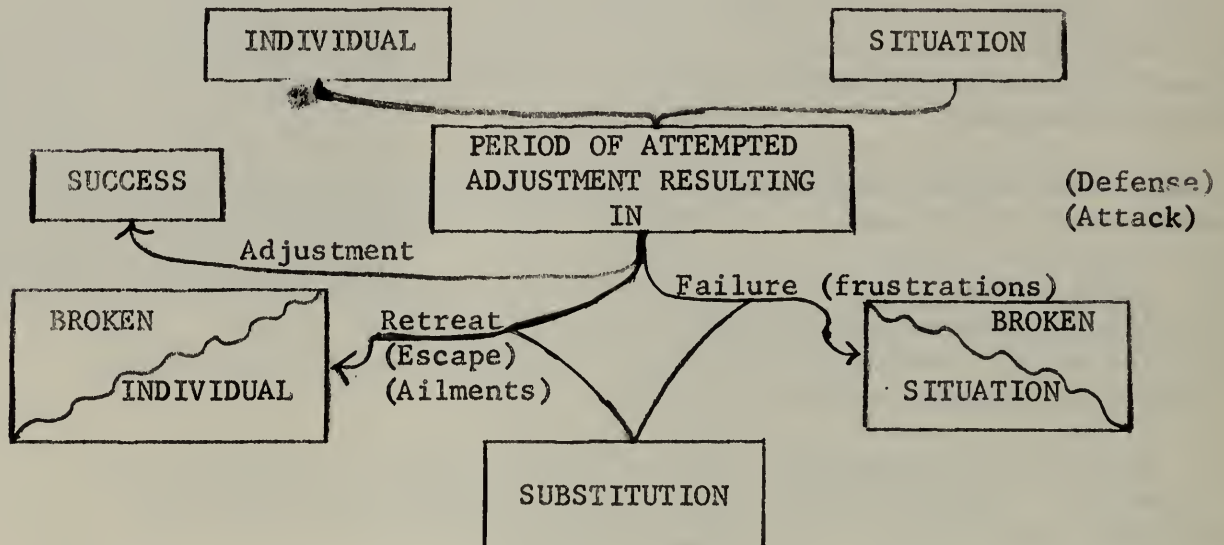 INDIVIDUAL
SITUATION
PERIOD OF ATTEMPTED
ADJUSTMENT RESULTING
IN
SUCCESS
(Defense)
(Attack)
Adjustment
Failure (frustrations)
BROKEN
INDIVIDUAL
Retreat
(Escape)
(Ailments)
BROKEN
SITUATION
SUBSTITUTION